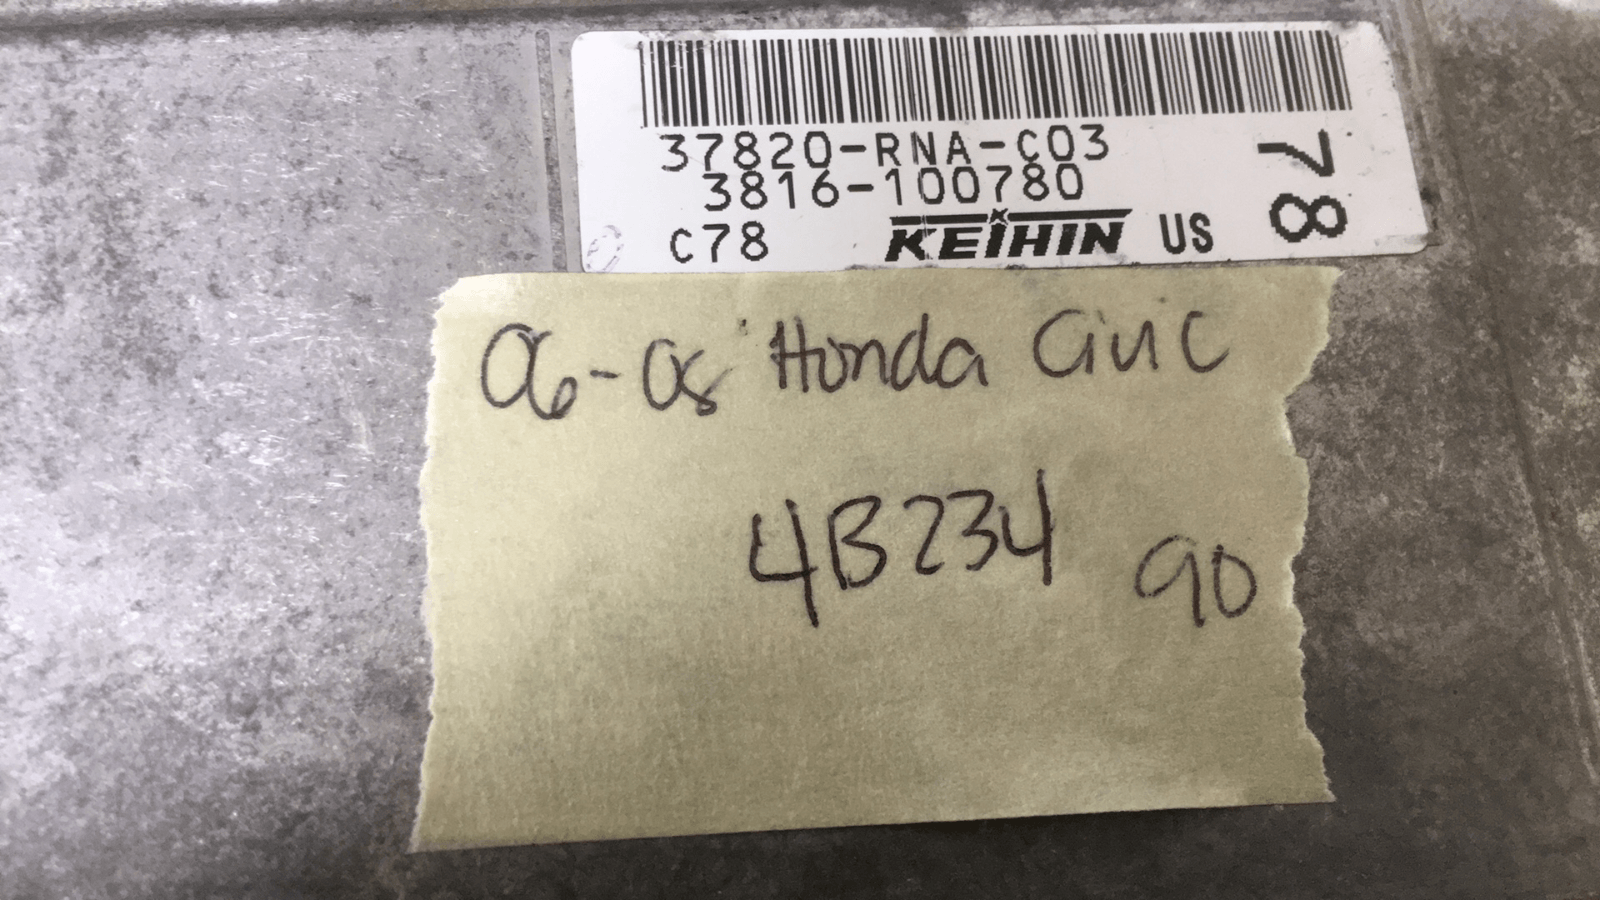 37820-RNA-C03
3816-100780
C78 KEIHIN US
78
06-08 Honda Civic
4B234
90